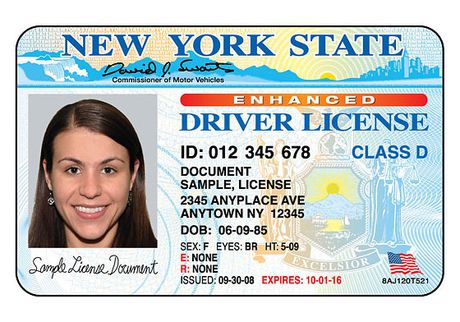 NEW YORK STATE
David J. Swarts
Commissioner of Motor Vehicles
ENHANCED
DRIVER LICENSE
ID: 012 345 678 CLASS D
DOCUMENT
SAMPLE, LICENSE
2345 ANYPLACE AVE
ANYTOWN NY 12345
DOB: 06-09-85
SEX: F EYES: BR HT: 5-09
E: NONE
R: NONE
ISSUED: 09-30-08 EXPIRES: 10-01-16
EXCELSIOR
8AJ120T521
Sample License Document